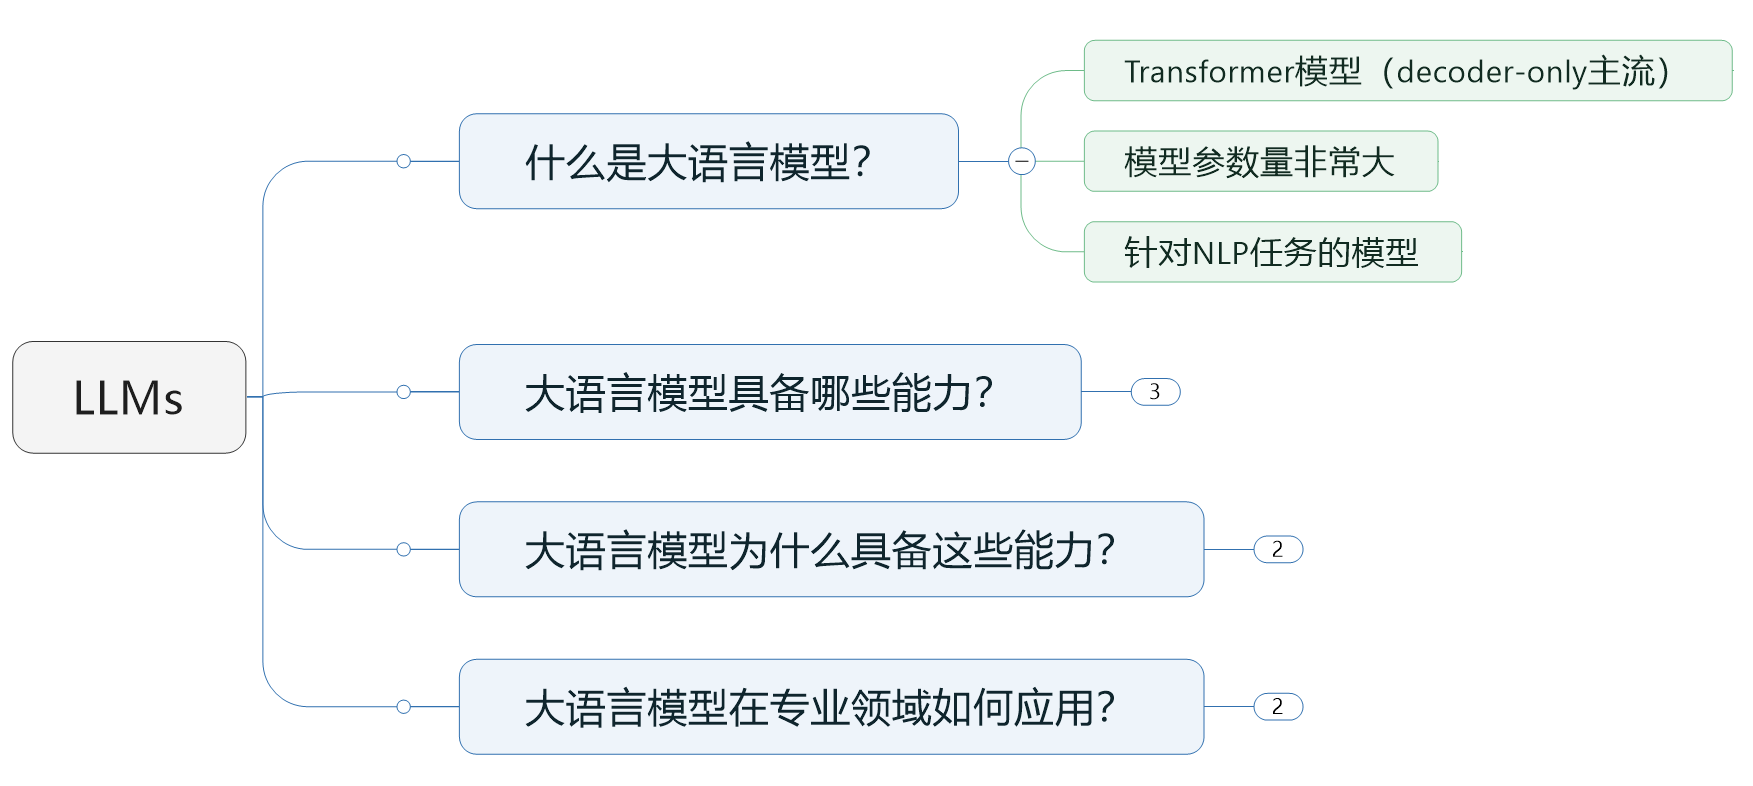 LLMs
什么是大语言模型？
Transformer模型（decoder-only主流）
模型参数量非常大
针对NLP任务的模型
大语言模型具备哪些能力？
3
大语言模型为什么具备这些能力？
2
大语言模型在专业领域如何应用？
2